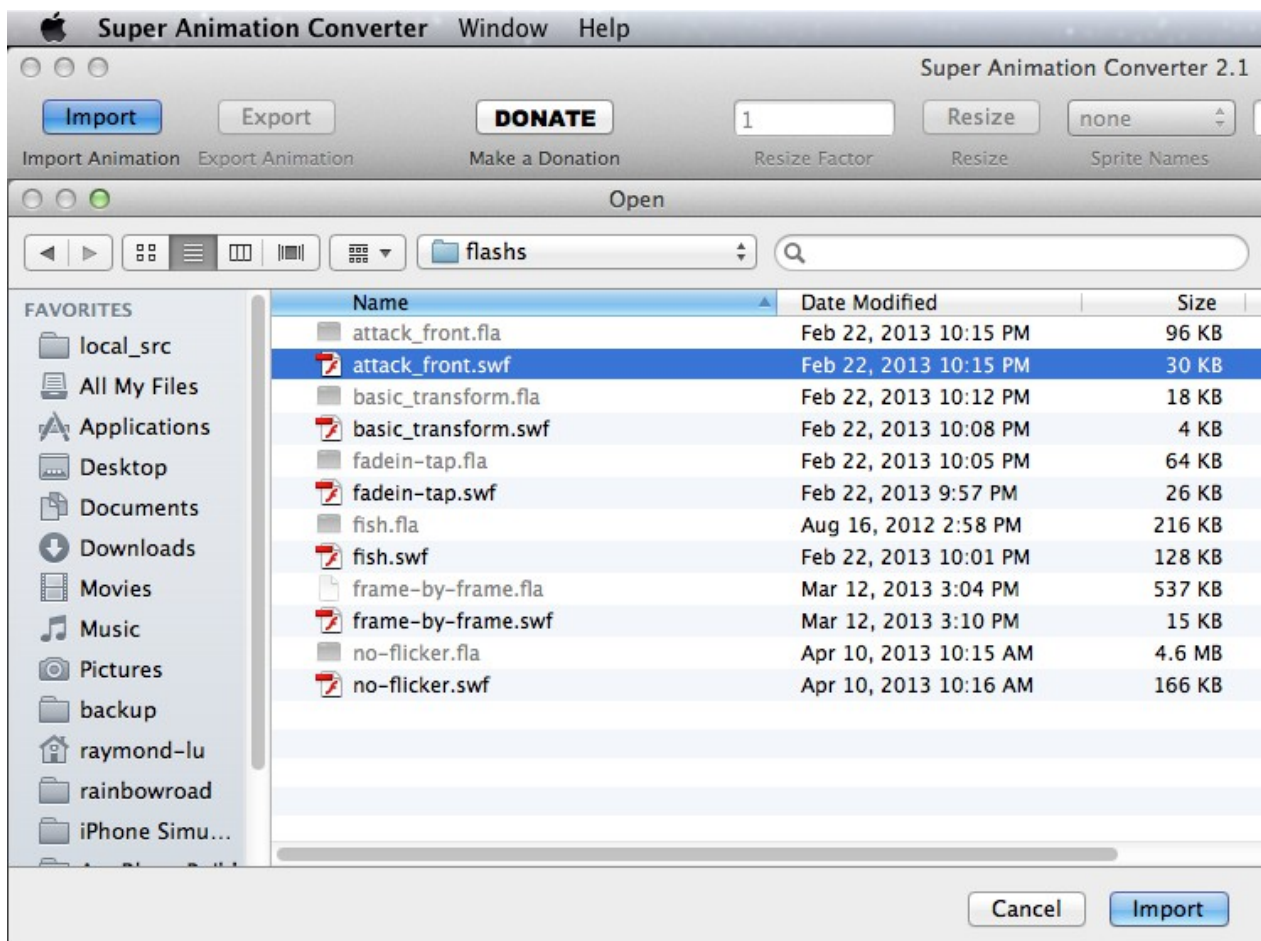 Super Animation Converter Window Help
Super Animation Converter 2.1
Import Export DONATE 1 Resize none
Import Animation Export Animation Make a Donation Resize Factor Resize Sprite Names
Open
flashs
FAVORITES
local_src
All My Files
Applications
Desktop
Documents
Downloads
Movies
Music
Pictures
backup
raymond-lu
rainbowroad
iPhone Simu...
Name Date Modified Size
attack_front.fla Feb 22, 2013 10:15 PM 96 KB
attack_front.swf Feb 22, 2013 10:15 PM 30 KB
basic_transform.fla Feb 22, 2013 10:12 PM 18 KB
basic_transform.swf Feb 22, 2013 10:08 PM 4 KB
fadein-tap.fla Feb 22, 2013 10:05 PM 64 KB
fadein-tap.swf Feb 22, 2013 9:57 PM 26 KB
fish.fla Aug 16, 2012 2:58 PM 216 KB
fish.swf Feb 22, 2013 10:01 PM 128 KB
frame-by-frame.fla Mar 12, 2013 3:04 PM 537 KB
frame-by-frame.swf Mar 12, 2013 3:10 PM 15 KB
no-flicker.fla Apr 10, 2013 10:15 AM 4.6 MB
no-flicker.swf Apr 10, 2013 10:16 AM 166 KB
Cancel Import